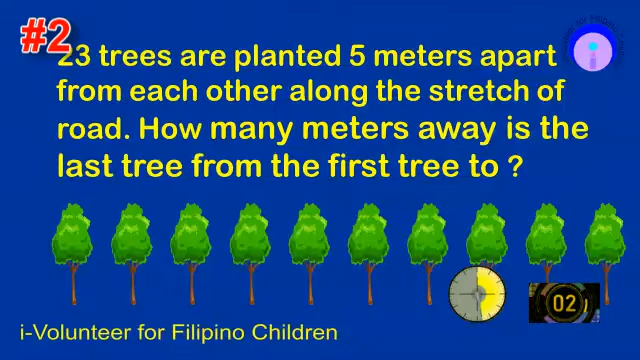 #2
23 trees are planted 5 meters apart
from each other along the stretch of
road. How many meters away is the
last tree from the first tree to ?
02
i-Volunteer for Filipino Children